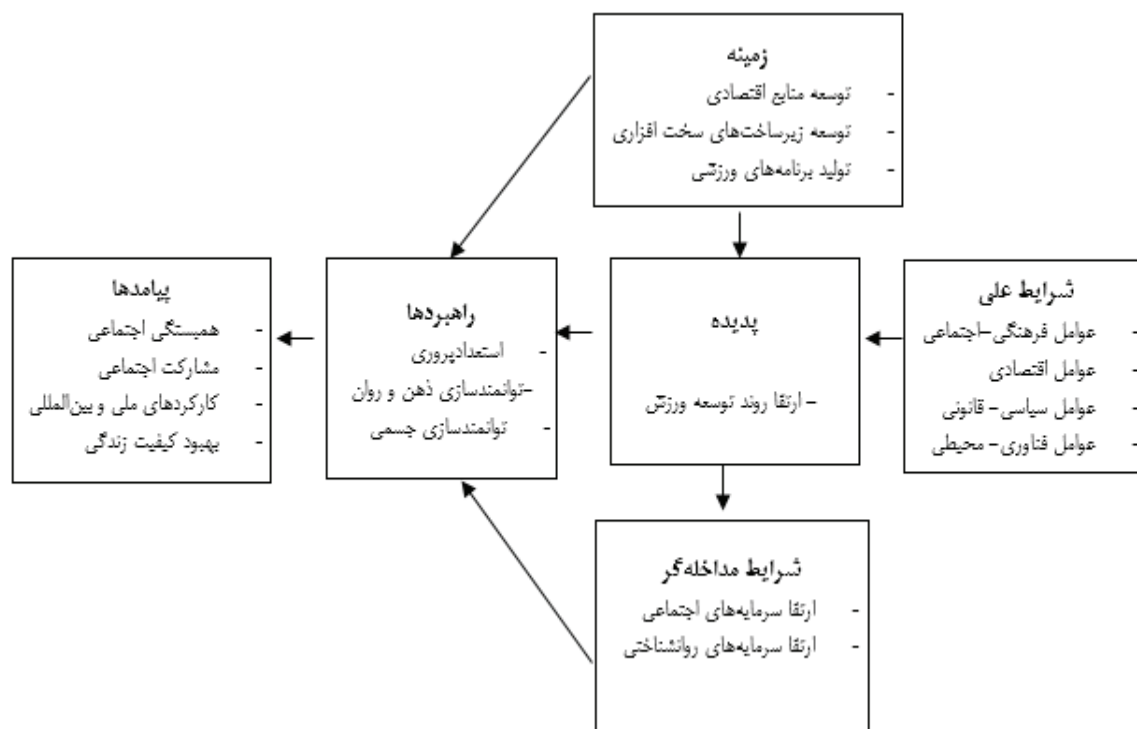 زمینه
- توسعه منابع اقتصادی
- توسعه زیرساخت‌های سخت افزاری
- تولید برنامه‌های ورزشی
شرایط علی
- عوامل فرهنگی-اجتماعی
- عوامل اقتصادی
- عوامل سیاسی- قانونی
- عوامل فناوری- محیطی
پدیده
- ارتقا روند توسعه ورزش
راهبردها
- استعدادپروری
-توانمندسازی ذهن و روان
- توانمندسازی جسمی
پیامدها
- همبستگی اجتماعی
- مشارکت اجتماعی
- کارکردهای ملی و بین‌المللی
- بهبود کیفیت زندگی
شرایط مداخله‌گر
- ارتقا سرمایه‌های اجتماعی
- ارتقا سرمایه‌های روانشناختی